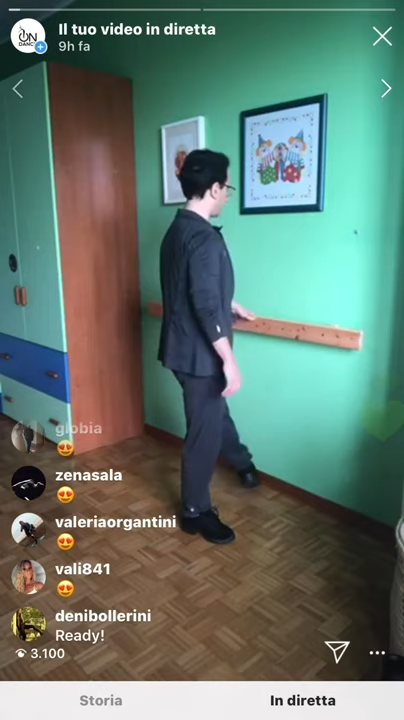 ON
DANC
Il tuo video in diretta
9h fa
globia
😍
zenasala
😍
valeriaorgantini
😍
vali841
😍
denibollerini
Ready!
3.100
Storia
In diretta